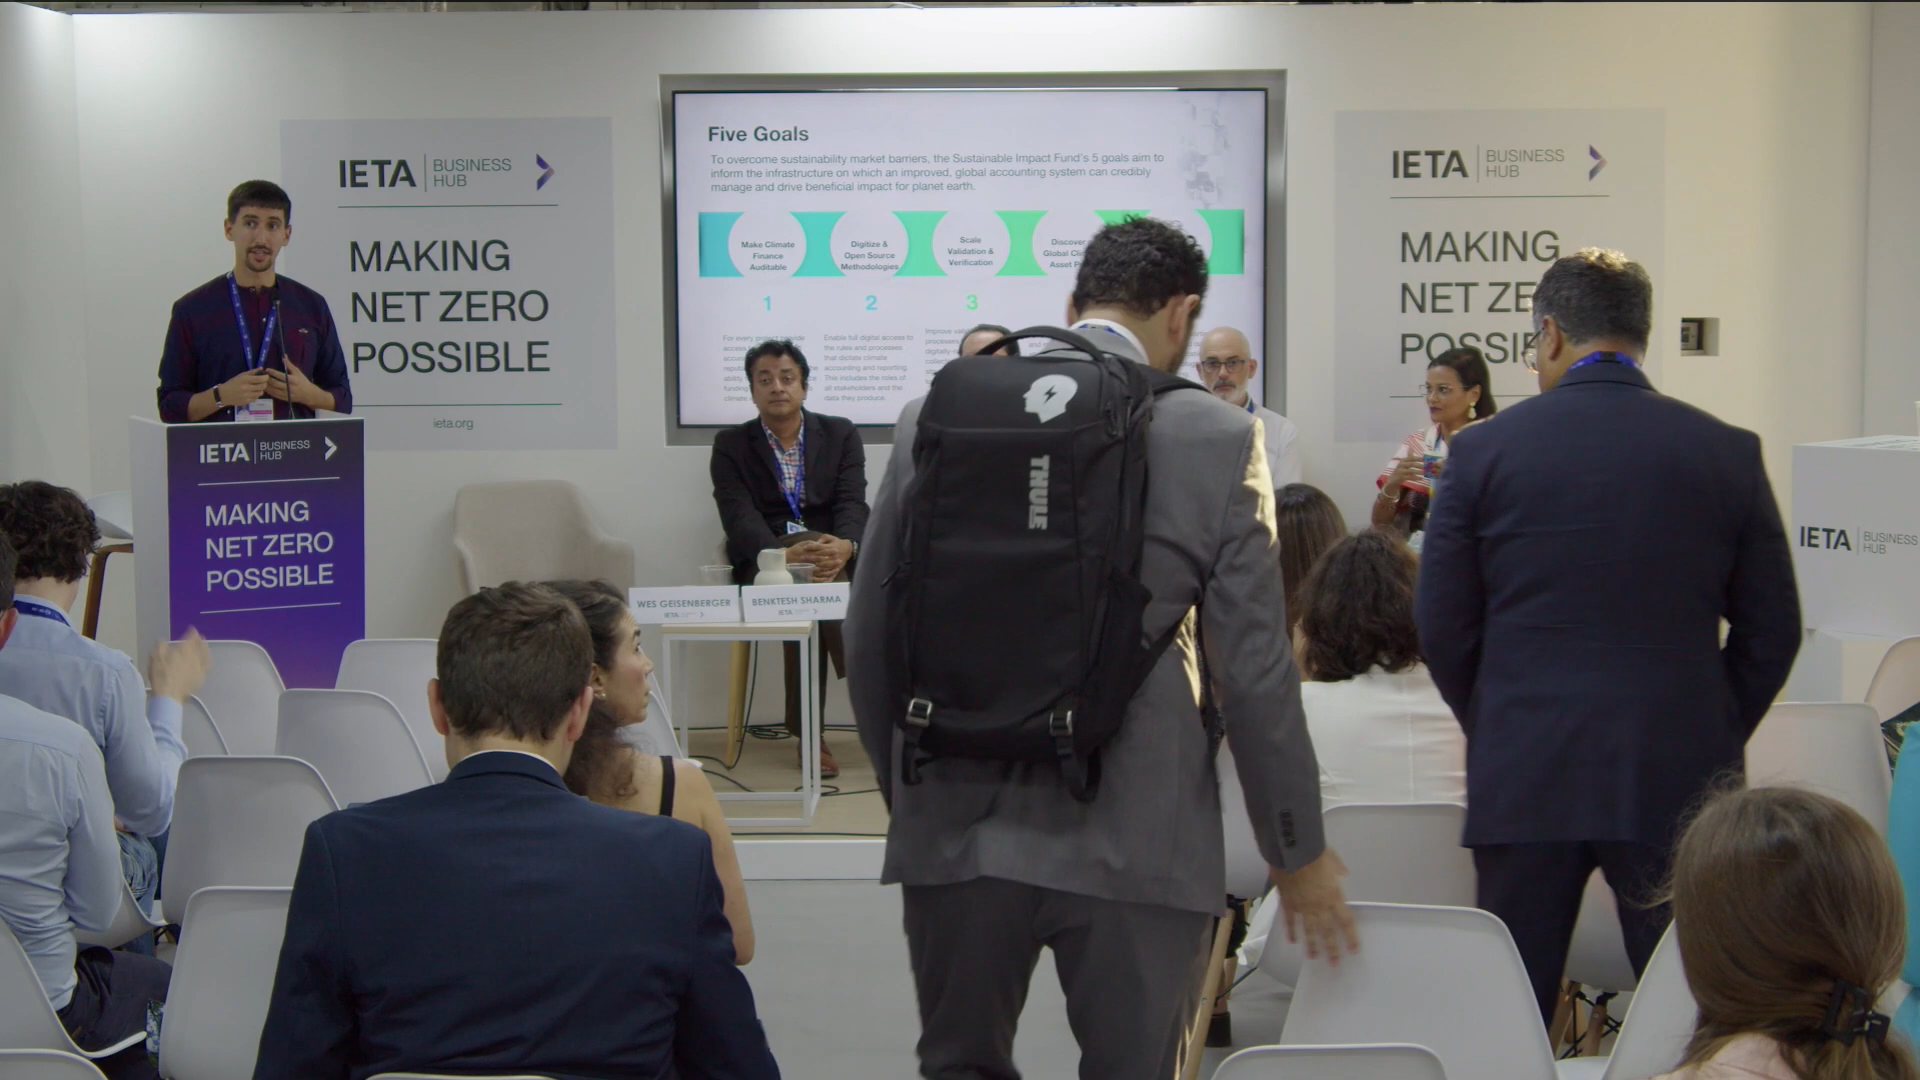 IETA BUSINESS HUB
MAKING
NET ZERO
POSSIBLE
ieta.org
Five Goals
To overcome sustainability market barriers, the Sustainable Impact Fund's 5 goals aim to
inform the infrastructure on which an improved, global accounting system can credibly
manage and drive beneficial impact for planet earth.
Make Climate
Finance
Auditable
Digitize &
Open Source
Methodologies
Scale
Validation &
Verification
Discover
1
2
3
Enable full digital access to
the rules and processes
that dictate climate
accounting and reporting.
This includes the roles of
all stakeholders and the
data they produce.
IETA BUSINESS HUB
MAKING
NET ZE
POSSI
IETA BUSINESS HUB
MAKING
NET ZERO
POSSIBLE
WES GEISENBERGER
IETA
BENKTESH SHARMA
IETA
THULE
IETA BUSINESS HUB